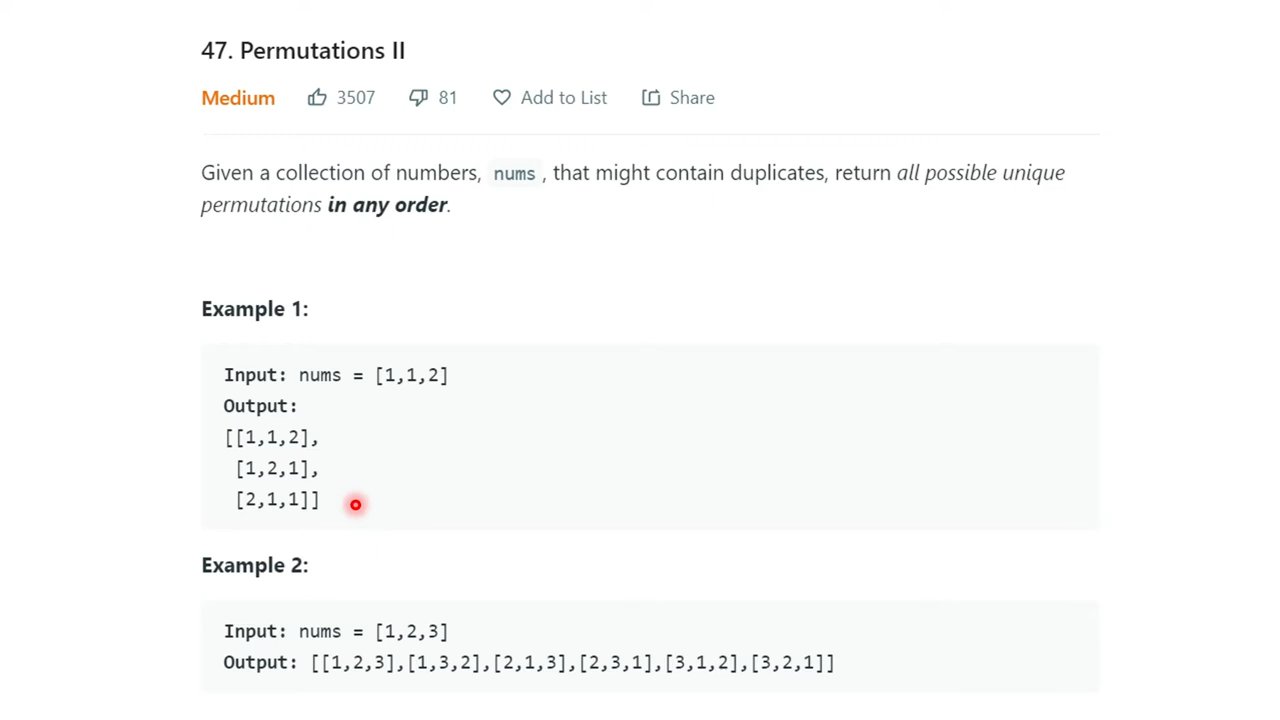 47. Permutations II
Medium 3507 81 Add to List Share
Given a collection of numbers, nums, that might contain duplicates, return all possible unique
permutations in any order.
Example 1:
Input: nums = [1,1,2]
Output:
[[1,1,2],
[1,2,1],
[2,1,1]]
Example 2:
Input: nums = [1,2,3]
Output: [[1,2,3],[1,3,2],[2,1,3],[2,3,1],[3,1,2],[3,2,1]]